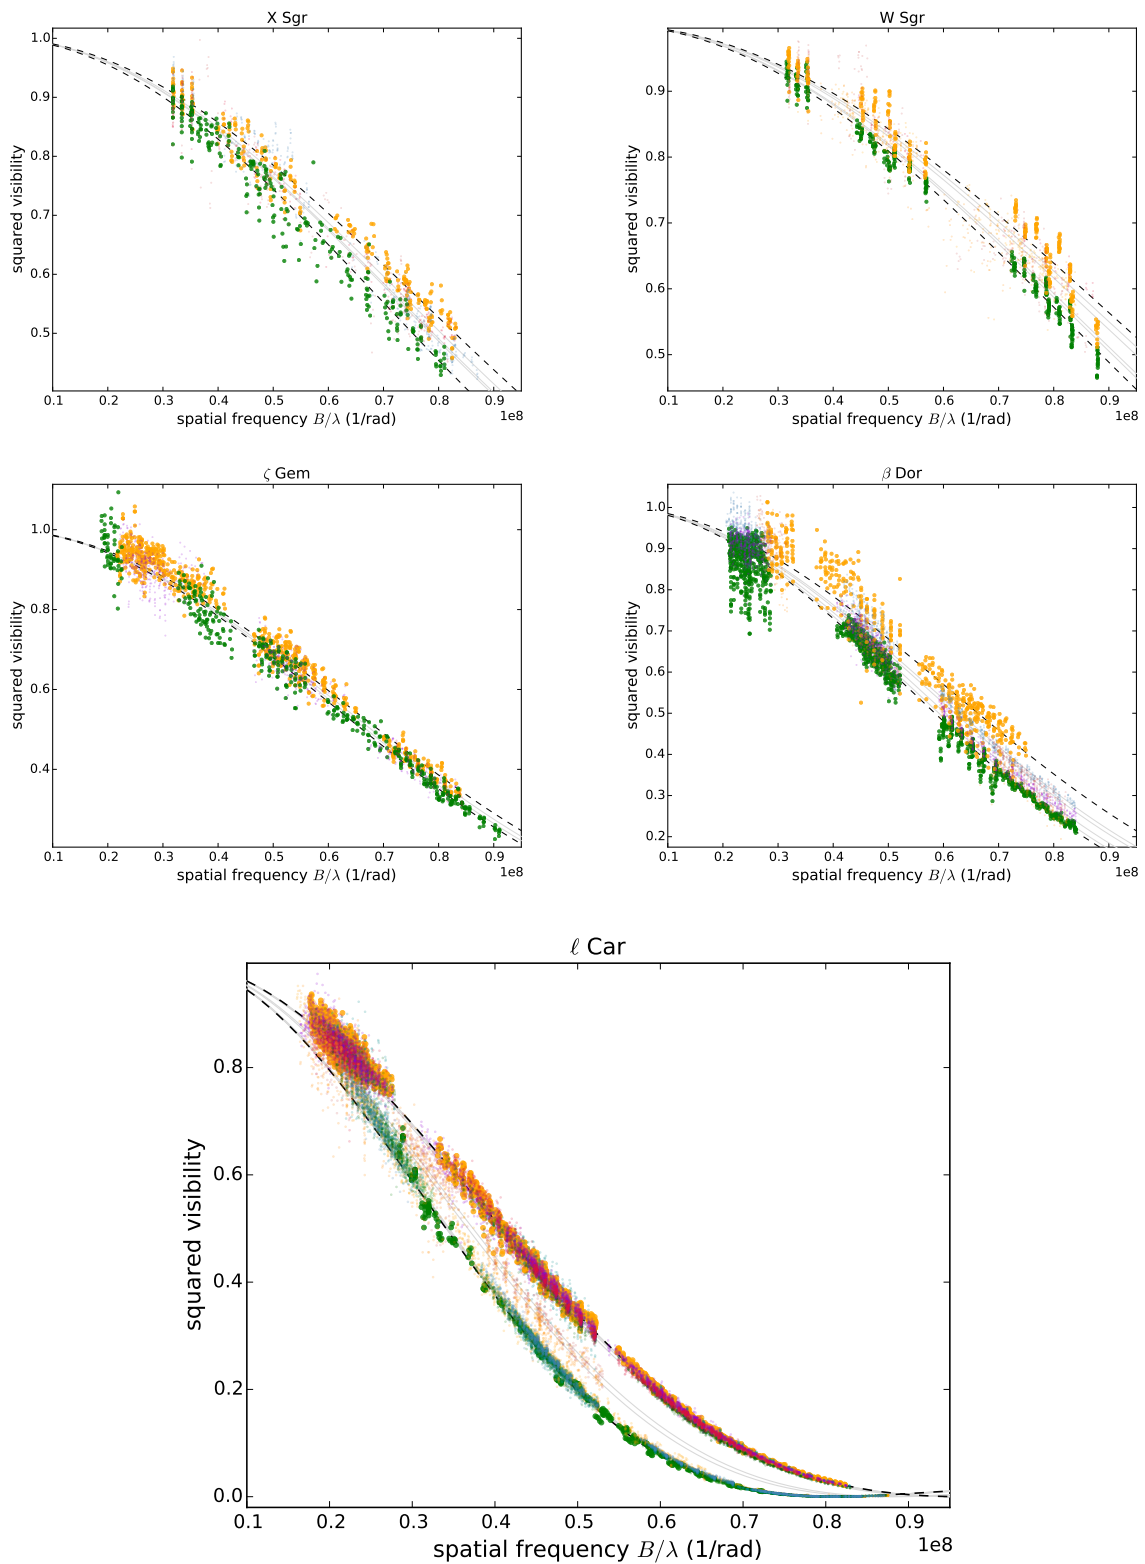 X Sgr
squared visibility
1.0
0.9
0.8
0.7
0.6
0.5
0.1 0.2 0.3 0.4 0.5 0.6 0.7 0.8 0.9
1e8
spatial frequency B/λ (1/rad)
W Sgr
squared visibility
0.9
0.8
0.7
0.6
0.5
0.1 0.2 0.3 0.4 0.5 0.6 0.7 0.8 0.9
1e8
spatial frequency B/λ (1/rad)
ζ Gem
squared visibility
1.0
0.8
0.6
0.4
0.1 0.2 0.3 0.4 0.5 0.6 0.7 0.8 0.9
1e8
spatial frequency B/λ (1/rad)
β Dor
squared visibility
1.0
0.9
0.8
0.7
0.6
0.5
0.4
0.3
0.2
0.1 0.2 0.3 0.4 0.5 0.6 0.7 0.8 0.9
1e8
spatial frequency B/λ (1/rad)
ℓ Car
squared visibility
0.8
0.6
0.4
0.2
0.0
0.1 0.2 0.3 0.4 0.5 0.6 0.7 0.8 0.9
1e8
spatial frequency B/λ (1/rad)